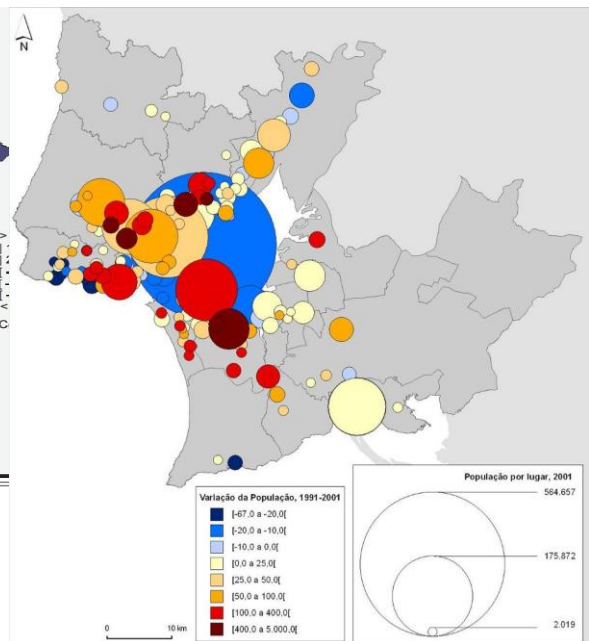 N
Variação da População, 1991-2001
[-67,0 a -20,0[
[-20,0 a -10,0[
[-10,0 a 0,0[
[0,0 a 25,0[
[25,0 a 50,0[
[50,0 a 100,0[
[100,0 a 400,0[
[400,0 a 5.000,0[
0 10 km
População por lugar, 2001
564.657
175.872
2.019